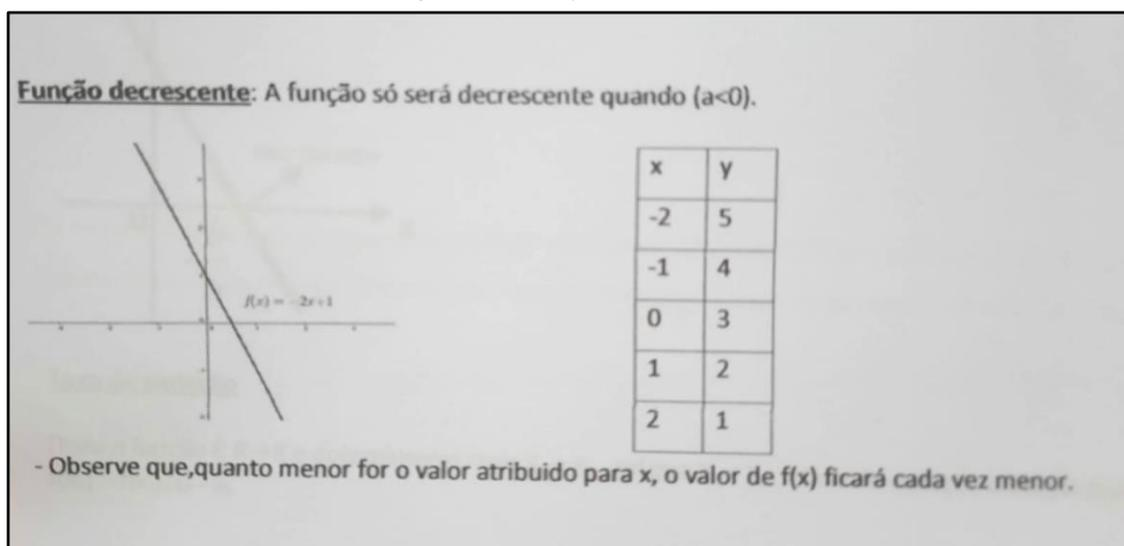 Função decrescente: A função só será decrescente quando (a<0).
f(x) = -2x+1
x y
-2 5
-1 4
0 3
1 2
2 1
- Observe que,quanto menor for o valor atribuido para x, o valor de f(x) ficará cada vez menor.